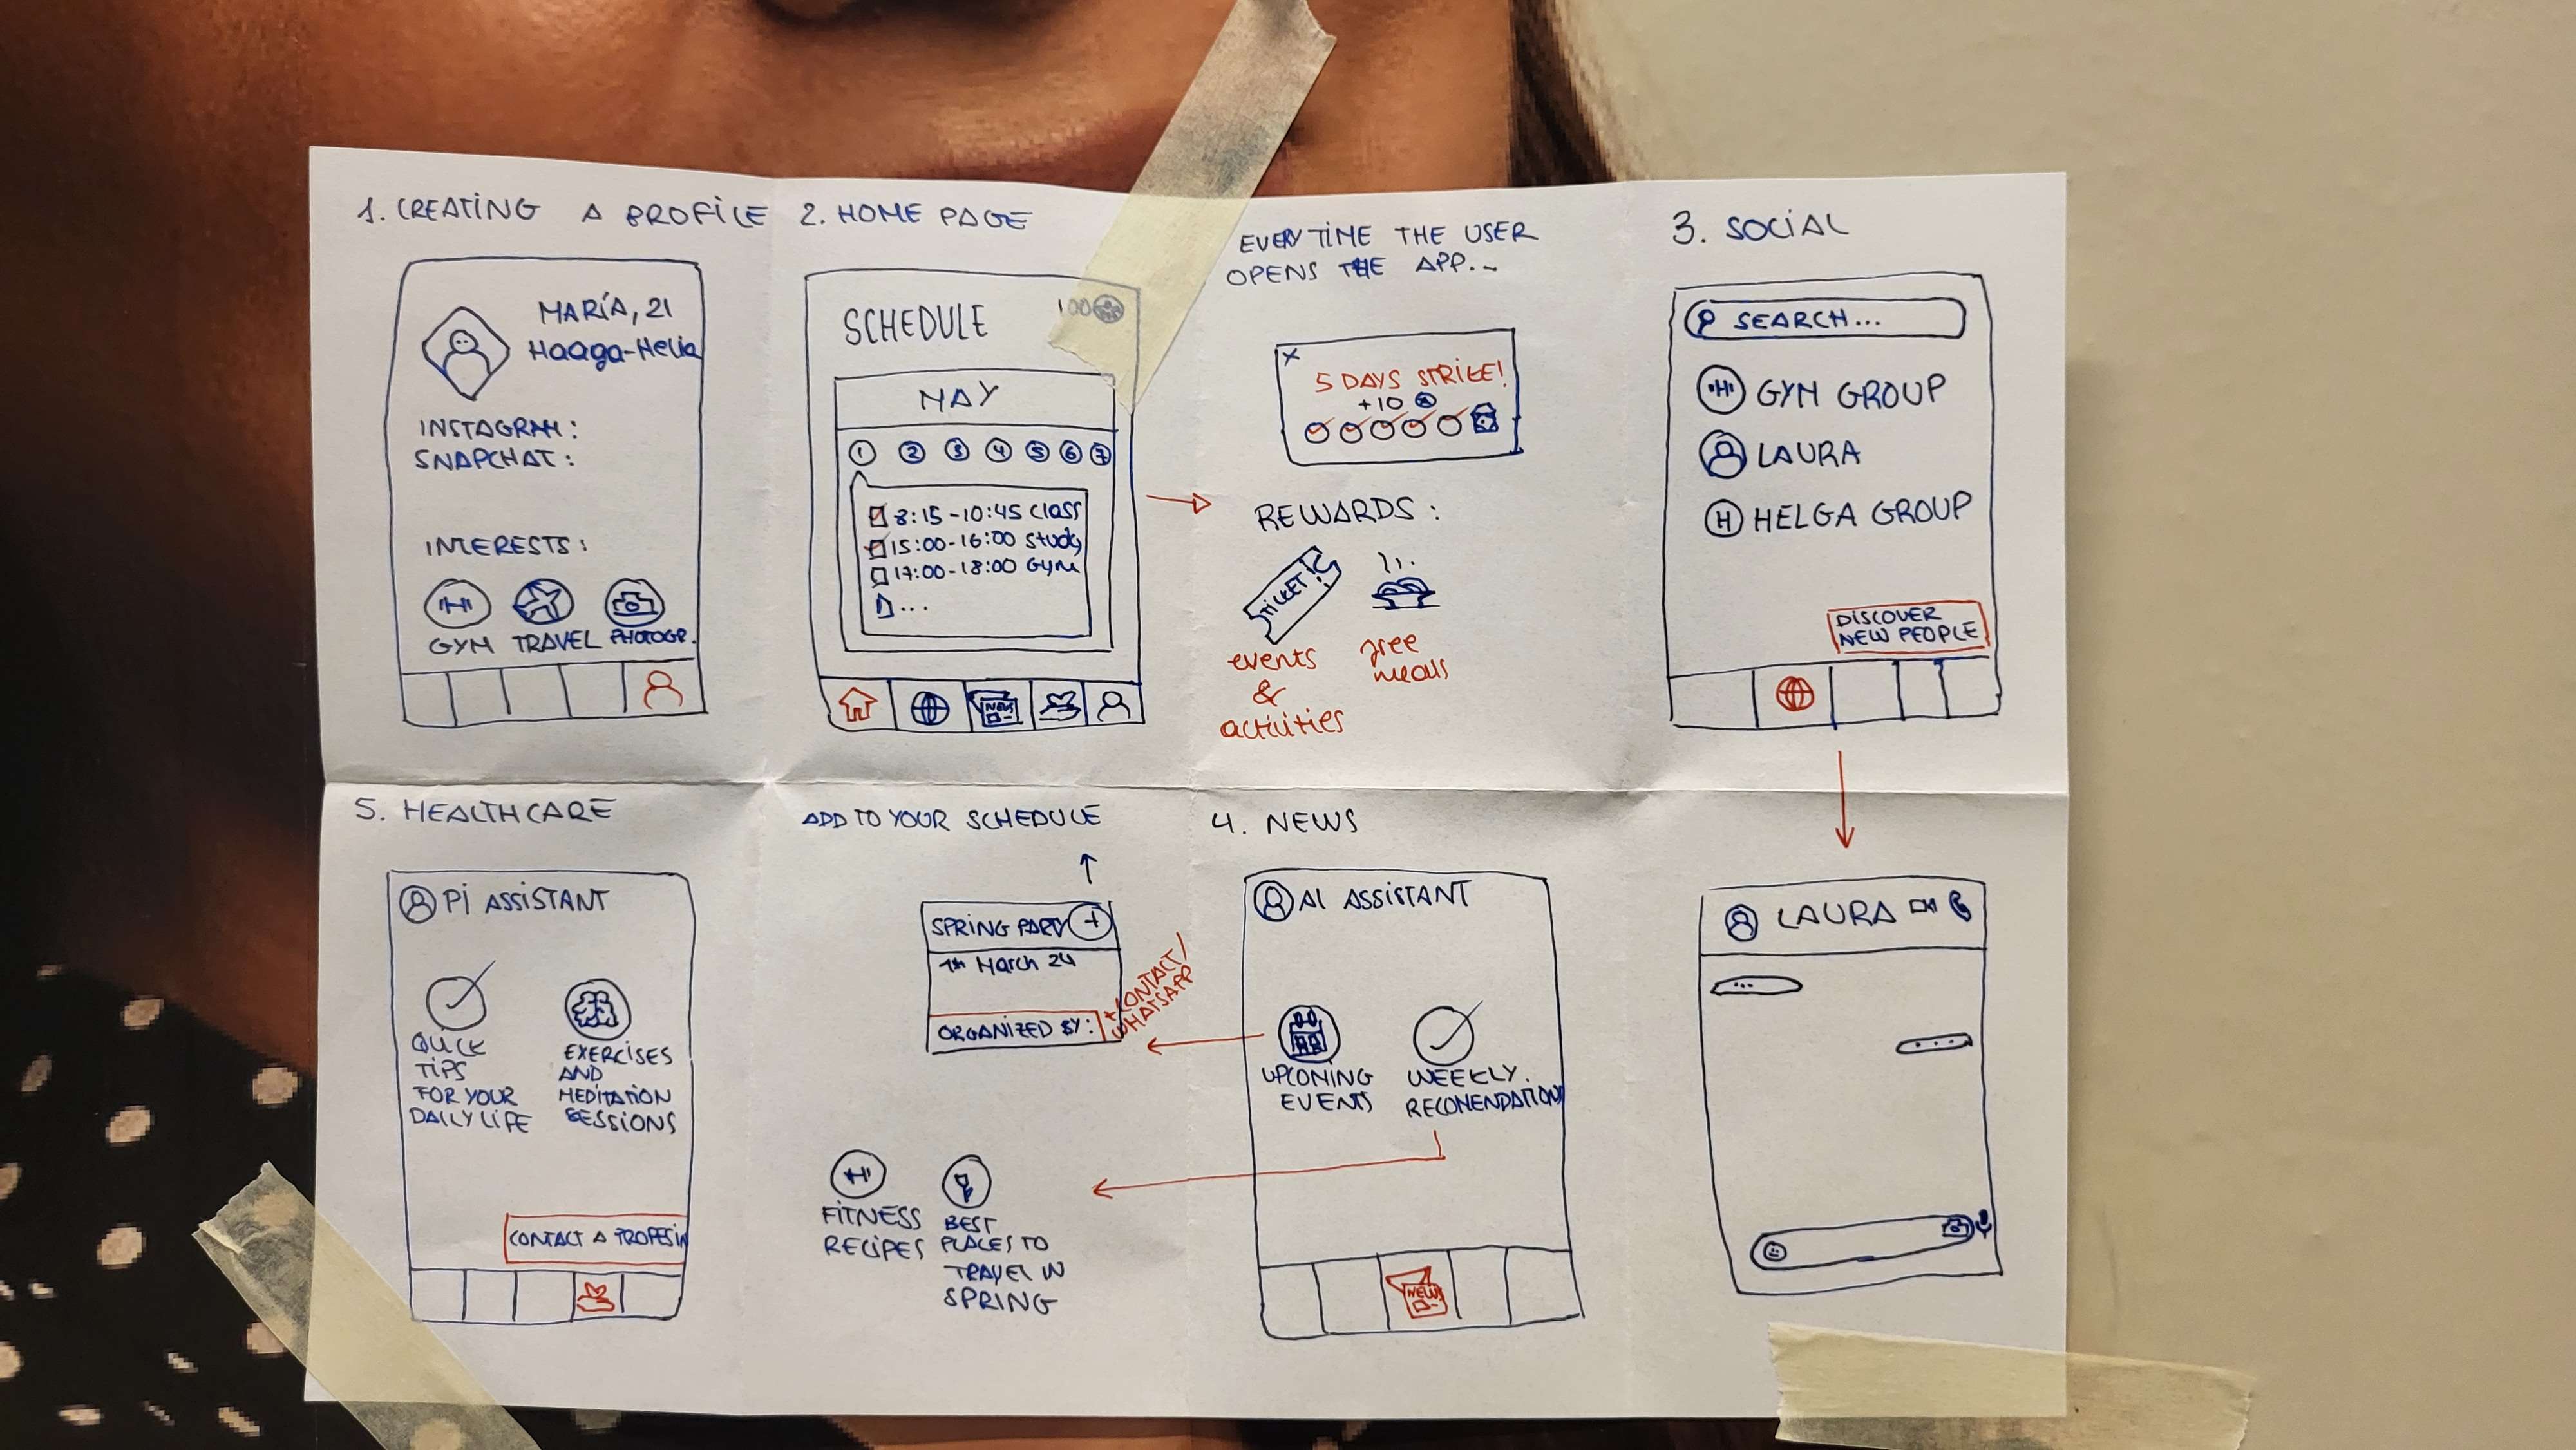 1. CREATING A PROFILE
MARÍA, 21
Haaga-Helia
INSTAGRAM:
SNAPCHAT:
INTERESTS:
GYM TRAVEL PHOTOGR.
2. HOME PAGE
SCHEDULE 100
MAY
1 2 3 4 5 6 7
8:15-10:45 class
15:00-16:00 study
17:00-18:00 Gym
...
NEWS
EVERY TIME THE USER
OPENS THE APP...
X
5 DAYS STRIKE!
+10
REWARDS:
TICKET
events
&
activities
free
meals
3. SOCIAL
SEARCH...
GYM GROUP
LAURA
H HELGA GROUP
DISCOVER
NEW PEOPLE
5. HEALTHCARE
PI ASSISTANT
QUICK
TIPS
FOR YOUR
DAILY LIFE
EXERCISES
AND
MEDITATION
SESSIONS
CONTACT A PROFESIN
ADD TO YOUR SCHEDULE
SPRING PARTY +
1th March 24
ORGANIZED BY:
+ CONTACT/
WHATSAPP
FITNESS
RECIPES
BEST
PLACES TO
TRAVEL IN
SPRING
4. NEWS
AI ASSISTANT
UPCOMING
EVENTS
WEEKLY
RECOMENDATIONS
NEWS
LAURA
...
....